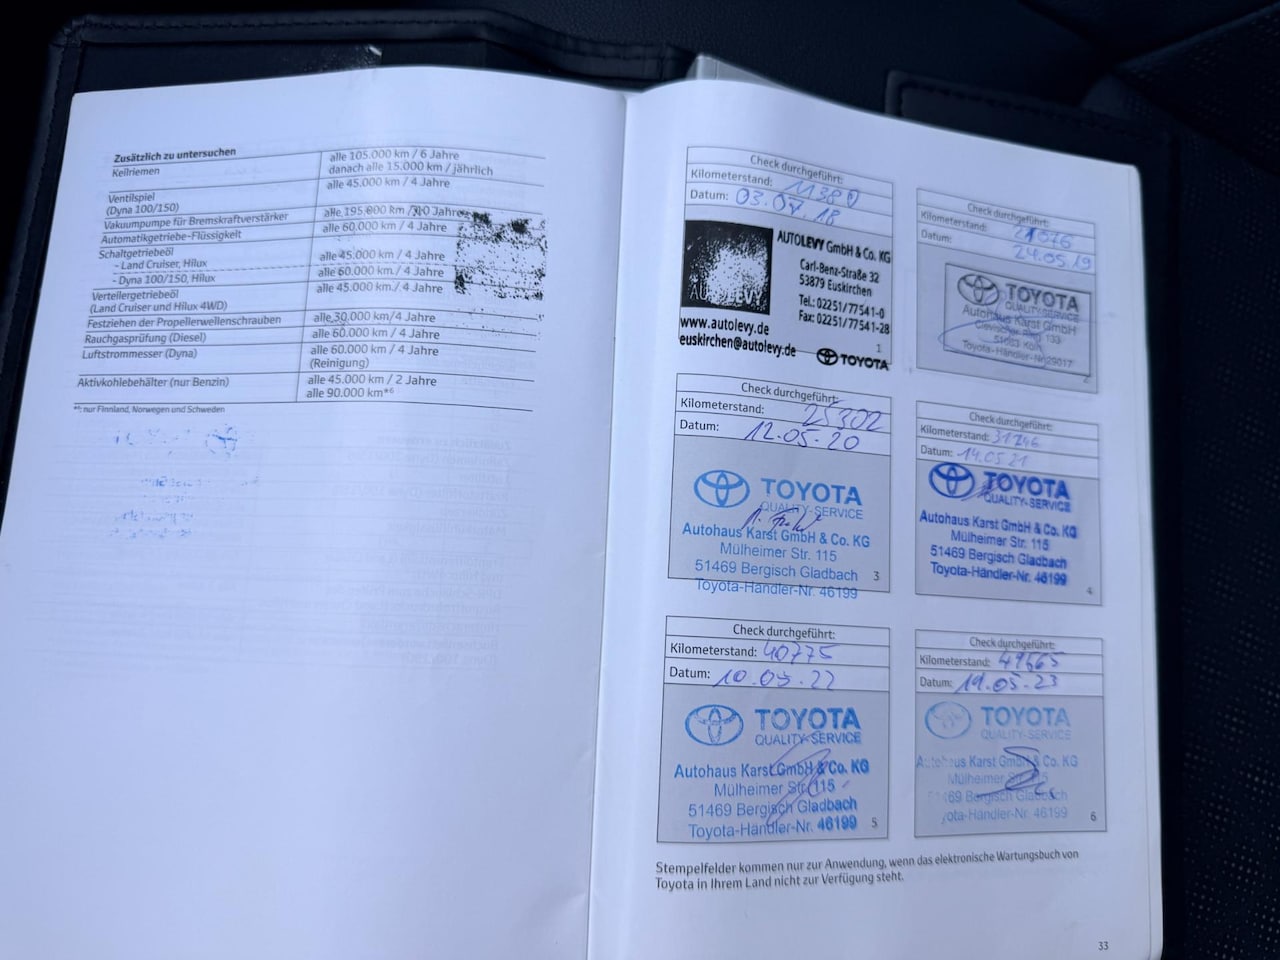 Zusätzlich zu untersuchen
Keilriemen
alle 105.000 km / 6 Jahre
danach alle 15.000 km / jährlich
Ventilspiel
(Dyna 100/150)
alle 45.000 km / 4 Jahre
Vakuumpumpe für Bremskraftverstärker
alle 195.000 km / 10 Jahre
Automatikgetriebe-Flüssigkeit
alle 60.000 km / 4 Jahre
Schaltgetriebeöl
- Land Cruiser, Hilux
alle 45.000 km / 4 Jahre
- Dyna 100/150, Hilux
alle 60.000 km / 4 Jahre
Verteilergetriebeöl
(Land Cruiser und Hilux 4WD)
alle 45.000 km / 4 Jahre
Festziehen der Propellerwellenschrauben
alle 30.000 km/4 Jahre
Rauchgasprüfung (Diesel)
alle 60.000 km / 4 Jahre
Luftstrommesser (Dyna)
alle 60.000 km / 4 Jahre
(Reinigung)
Aktivkohlebehälter (nur Benzin)
alle 45.000 km / 2 Jahre
alle 90.000 km*⁶
*⁶: nur Finnland, Norwegen und Schweden
Check durchgeführt:
Kilometerstand: 11380
Datum: 03.07.18
AUTOLEVY
AUTOLEVY GmbH & Co. KG
Carl-Benz-Straße 32
53879 Euskirchen
Tel.: 02251/77541-0
Fax: 02251/77541-28
www.autolevy.de
euskirchen@autolevy.de
TOYOTA
1
Check durchgeführt:
Kilometerstand:
Datum: 24.05.19
TOYOTA
QUALITY-SERVICE
Autohaus Karst GmbH
Toyota-Händler-Nr.
2
Check durchgeführt:
Kilometerstand: 25302
Datum: 12.05.20
TOYOTA
QUALITY-SERVICE
Autohaus Karst GmbH & Co. KG
Mülheimer Str. 115
51469 Bergisch Gladbach
Toyota-Händler-Nr. 46199
3
Check durchgeführt:
Kilometerstand: 31746
Datum: 14.05.21
TOYOTA
QUALITY-SERVICE
Autohaus Karst GmbH & Co. KG
Mülheimer Str. 115
51469 Bergisch Gladbach
Toyota-Händler-Nr. 46199
4
Check durchgeführt:
Kilometerstand: 40775
Datum: 10.05.22
TOYOTA
QUALITY-SERVICE
Autohaus Karst GmbH & Co. KG
Mülheimer Str. 115
51469 Bergisch Gladbach
Toyota-Händler-Nr. 46199
5
Check durchgeführt:
Kilometerstand: 49665
Datum: 19.05.23
TOYOTA
QUALITY-SERVICE
Autohaus Karst GmbH & Co. KG
Mülheimer Str. 115
469 Bergisch Gladbach
yota-Händler-Nr. 46199
6
Stempelfelder kommen nur zur Anwendung, wenn das elektronische Wartungsbuch von
Toyota in Ihrem Land nicht zur Verfügung steht.
33